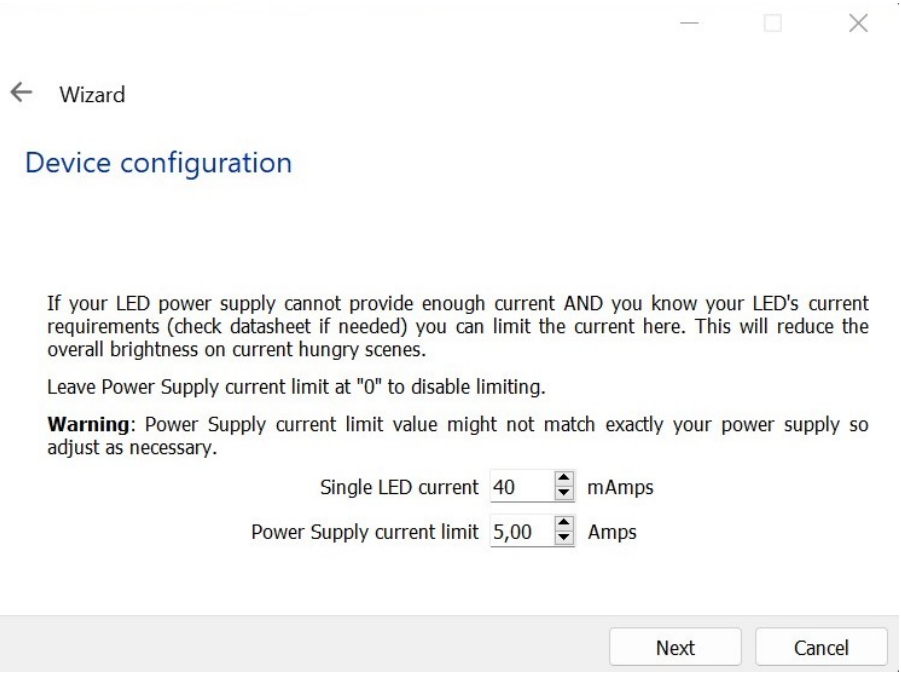 Wizard
Device configuration
If your LED power supply cannot provide enough current AND you know your LED's current
requirements (check datasheet if needed) you can limit the current here. This will reduce the
overall brightness on current hungry scenes.
Leave Power Supply current limit at "0" to disable limiting.
Warning: Power Supply current limit value might not match exactly your power supply so
adjust as necessary.
Single LED current 40 mAmps
Power Supply current limit 5,00 Amps
Next Cancel